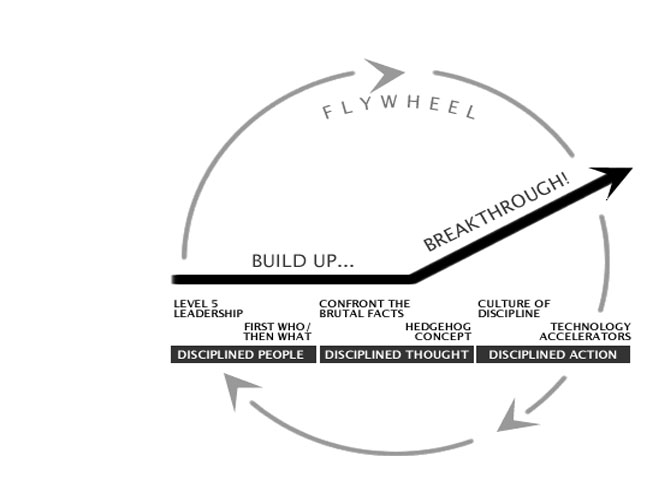 FLYWHEEL
BREAKTHROUGH!
BUILD UP...
LEVEL 5
LEADERSHIP
FIRST WHO/
THEN WHAT
CONFRONT THE
BRUTAL FACTS
HEDGEHOG
CONCEPT
CULTURE OF
DISCIPLINE
TECHNOLOGY
ACCELERATORS
DISCIPLINED PEOPLE
DISCIPLINED THOUGHT
DISCIPLINED ACTION